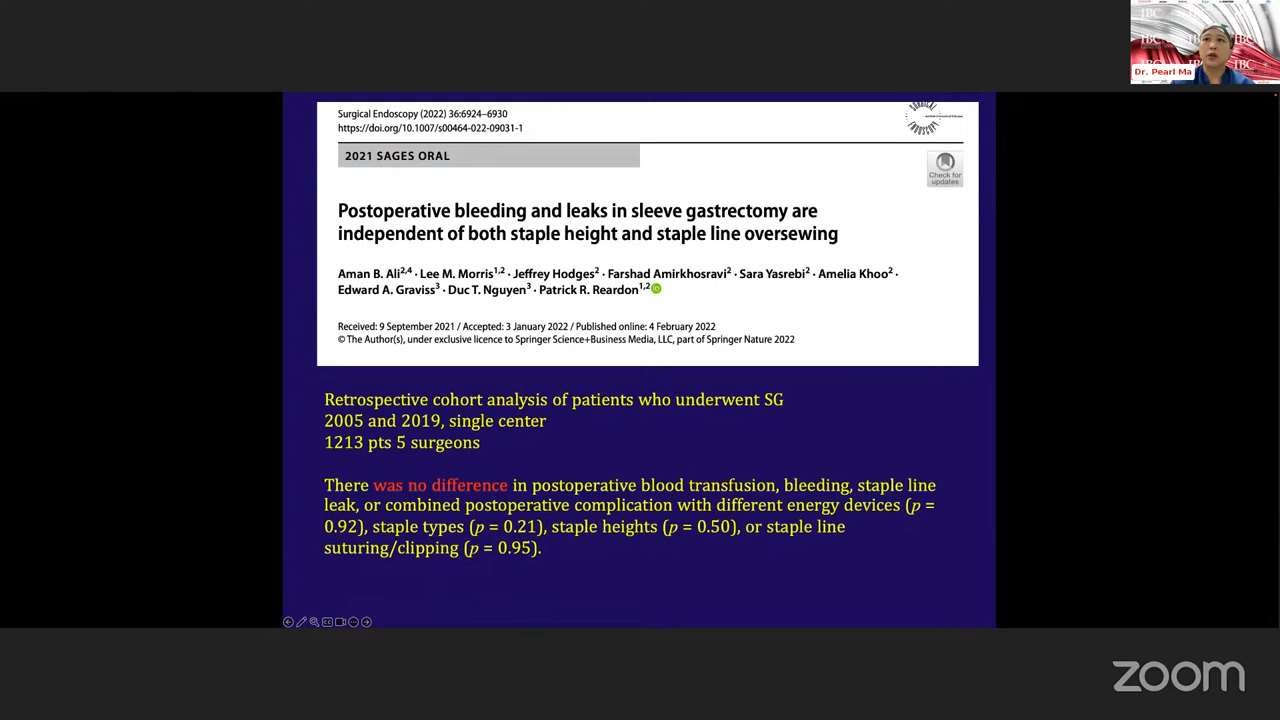 IBC
IBC
IBC
Dr. Pearl Ma
Surgical Endoscopy (2022) 36:6924–6930
https://doi.org/10.1007/s00464-022-09031-1
2021 SAGES ORAL
Check for
updates
Postoperative bleeding and leaks in sleeve gastrectomy are
independent of both staple height and staple line oversewing
Aman B. Ali2,4 · Lee M. Morris1,2 · Jeffrey Hodges2 · Farshad Amirkhosravi2 · Sara Yasrebi2 · Amelia Khoo2 ·
Edward A. Graviss3 · Duc T. Nguyen3 · Patrick R. Reardon1,2
Received: 9 September 2021 / Accepted: 3 January 2022 / Published online: 4 February 2022
© The Author(s), under exclusive licence to Springer Science+Business Media, LLC, part of Springer Nature 2022
Retrospective cohort analysis of patients who underwent SG
2005 and 2019, single center
1213 pts 5 surgeons
There was no difference in postoperative blood transfusion, bleeding, staple line
leak, or combined postoperative complication with different energy devices (p =
0.92), staple types (p = 0.21), staple heights (p = 0.50), or staple line
suturing/clipping (p = 0.95).
zoom